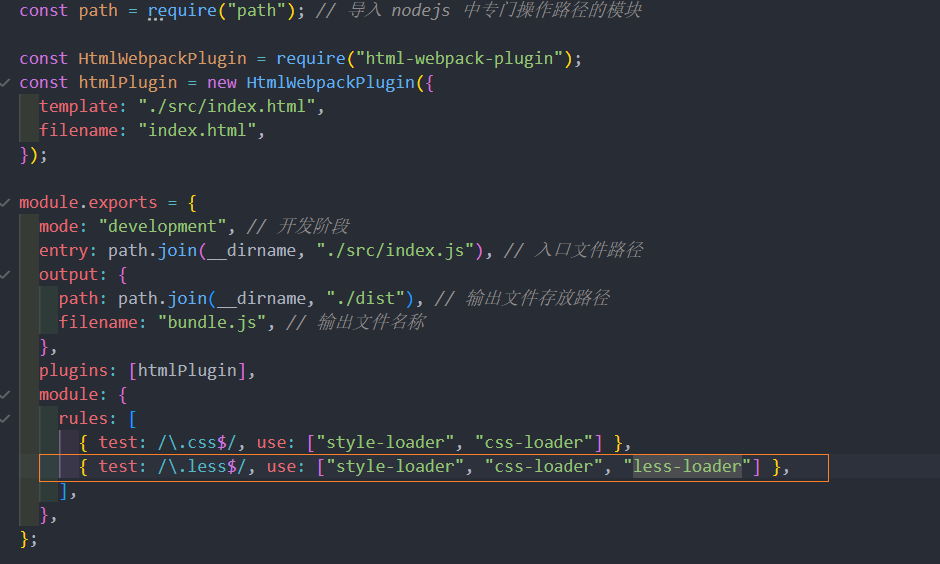 const path = require("path"); // 导入 nodejs 中专门操作路径的模块
const HtmlWebpackPlugin = require("html-webpack-plugin");
const htmlPlugin = new HtmlWebpackPlugin({
template: "./src/index.html",
filename: "index.html",
});
module.exports = {
mode: "development", // 开发阶段
entry: path.join(__dirname, "./src/index.js"), // 入口文件路径
output: {
path: path.join(__dirname, "./dist"), // 输出文件存放路径
filename: "bundle.js", // 输出文件名称
},
plugins: [htmlPlugin],
module: {
rules: [
{ test: /\.css$/, use: ["style-loader", "css-loader"] },
{ test: /\.less$/, use: ["style-loader", "css-loader", "less-loader"] },
],
},
};